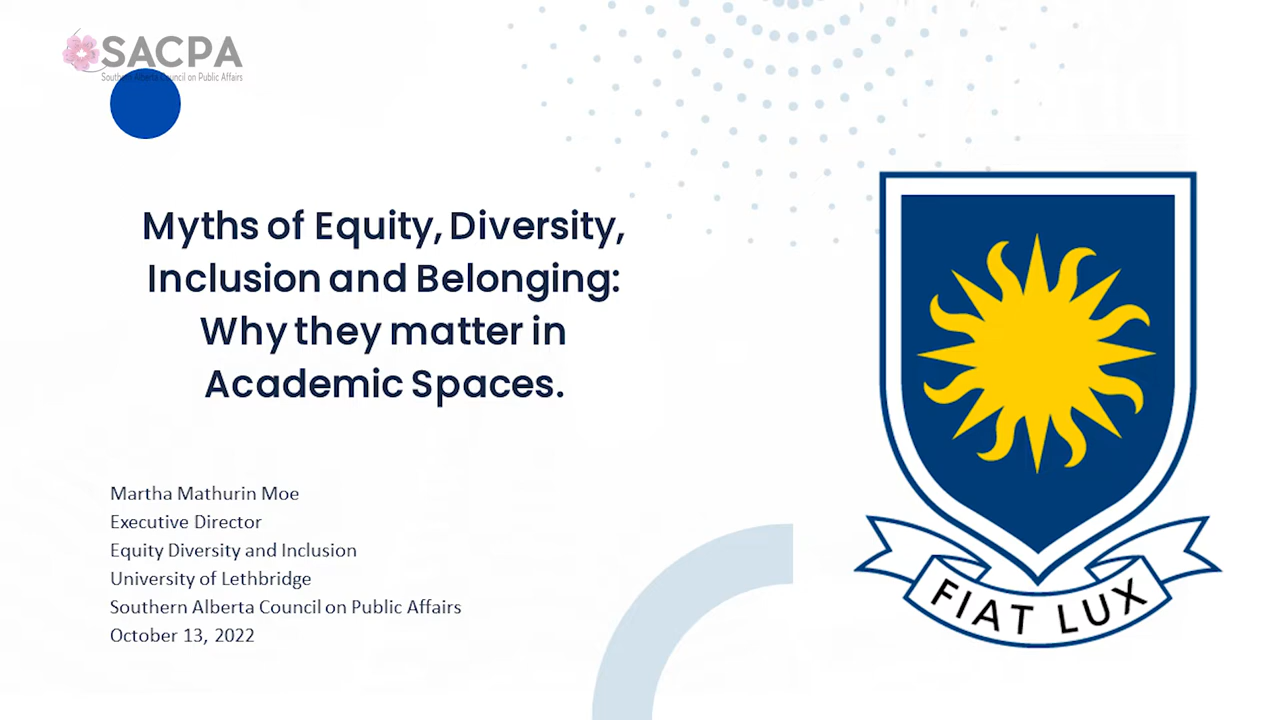 SACPA
Southern Alberta Council on Public Affairs
Myths of Equity, Diversity,
Inclusion and Belonging:
Why they matter in
Academic Spaces.
Martha Mathurin Moe
Executive Director
Equity Diversity and Inclusion
University of Lethbridge
Southern Alberta Council on Public Affairs
October 13, 2022
FIAT LUX